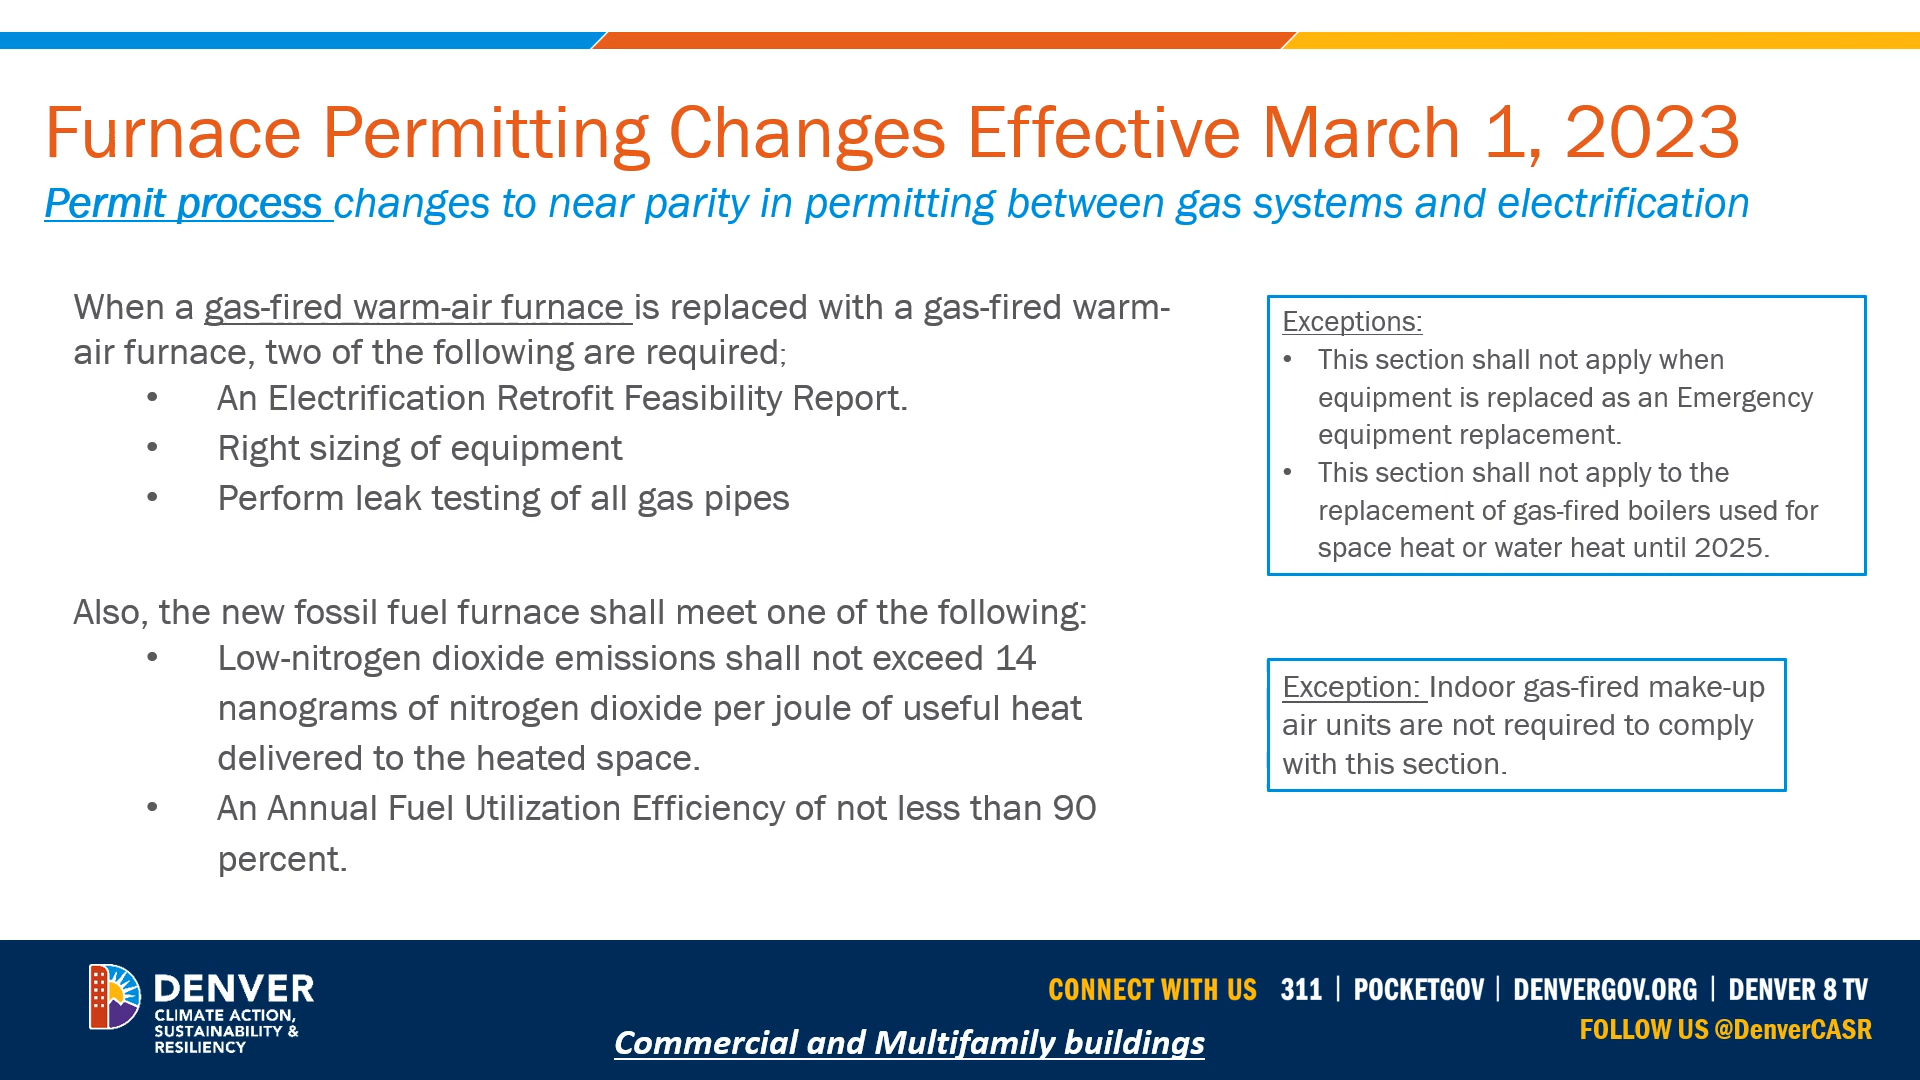 Furnace Permitting Changes Effective March 1, 2023
Permit process changes to near parity in permitting between gas systems and electrification
When a gas-fired warm-air furnace is replaced with a gas-fired warm-
air furnace, two of the following are required;
• An Electrification Retrofit Feasibility Report.
• Right sizing of equipment
• Perform leak testing of all gas pipes
Also, the new fossil fuel furnace shall meet one of the following:
• Low-nitrogen dioxide emissions shall not exceed 14
nanograms of nitrogen dioxide per joule of useful heat
delivered to the heated space.
• An Annual Fuel Utilization Efficiency of not less than 90
percent.
Exceptions:
• This section shall not apply when
equipment is replaced as an Emergency
equipment replacement.
• This section shall not apply to the
replacement of gas-fired boilers used for
space heat or water heat until 2025.
Exception: Indoor gas-fired make-up
air units are not required to comply
with this section.
DENVER
CLIMATE ACTION,
SUSTAINABILITY &
RESILIENCY
Commercial and Multifamily buildings
CONNECT WITH US 311 | POCKETGOV | DENVERGOV.ORG | DENVER 8 TV
FOLLOW US @DenverCASR